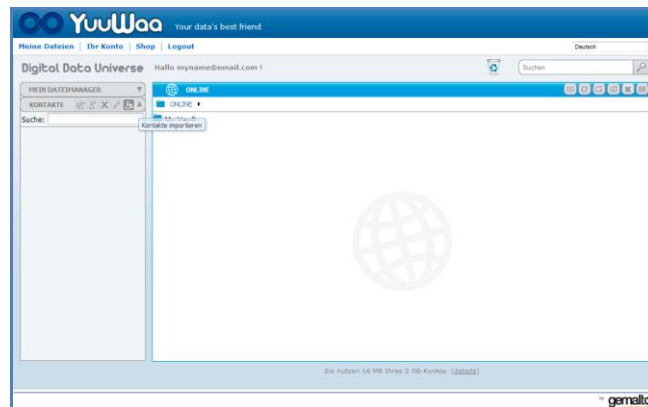 YuuWaa Your data's best friend
Meine Dateien | Ihr Konto | Shop | Logout
Deutsch
Digital Data Universe
Hallo myname@email.com !
Suchen
MEIN DATEIMANAGER
ONLINE
KONTAKTE
ONLINE
Suche:
Kontakte importieren
Sie nutzen 16 MB Ihres 2 GB-Kontos (details)
gemalto